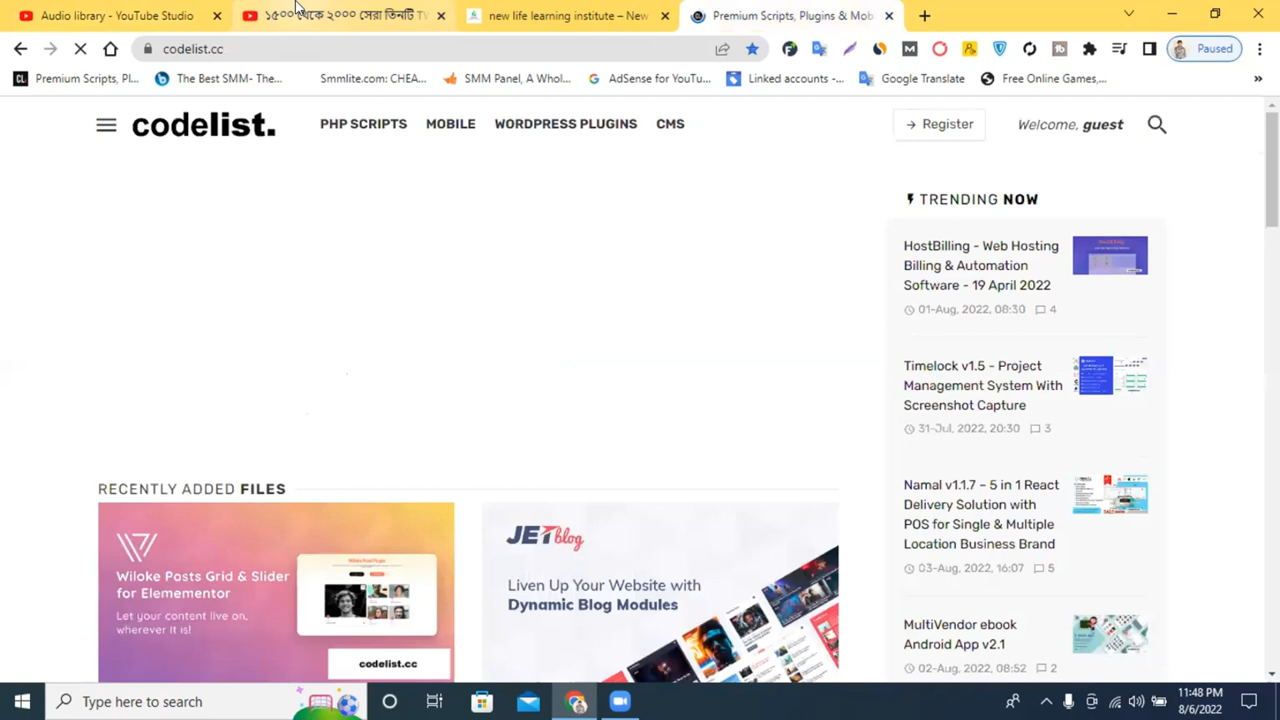 Audio library - YouTube Studio
১৫০০ থেকে ২০০০ সেরা তিনটি
new life learning institute – New
Premium Scripts, Plugins & Mob
codelist.cc
Paused
Premium Scripts, Pl...
The Best SMM- The...
Smmlite.com: CHEA...
SMM Panel, A Whol...
AdSense for YouTu...
Linked accounts -...
Google Translate
Free Online Games,...
codelist.
PHP SCRIPTS
MOBILE
WORDPRESS PLUGINS
CMS
→ Register
Welcome, guest
TRENDING NOW
HostBilling - Web Hosting
Billing & Automation
Software - 19 April 2022
01-Aug, 2022, 08:30 4
Timelock v1.5 - Project
Management System With
Screenshot Capture
31-Jul, 2022, 20:30 3
Namal v1.1.7 – 5 in 1 React
Delivery Solution with
POS for Single & Multiple
Location Business Brand
03-Aug, 2022, 16:07 5
MultiVendor ebook
Android App v2.1
02-Aug, 2022, 08:52 2
RECENTLY ADDED FILES
Wiloke Posts Grid & Slider
for Elemementor
Let your content live on,
wherever it is!
codelist.cc
JETblog
Liven Up Your Website with
Dynamic Blog Modules
Type here to search
11:48 PM
8/6/2022